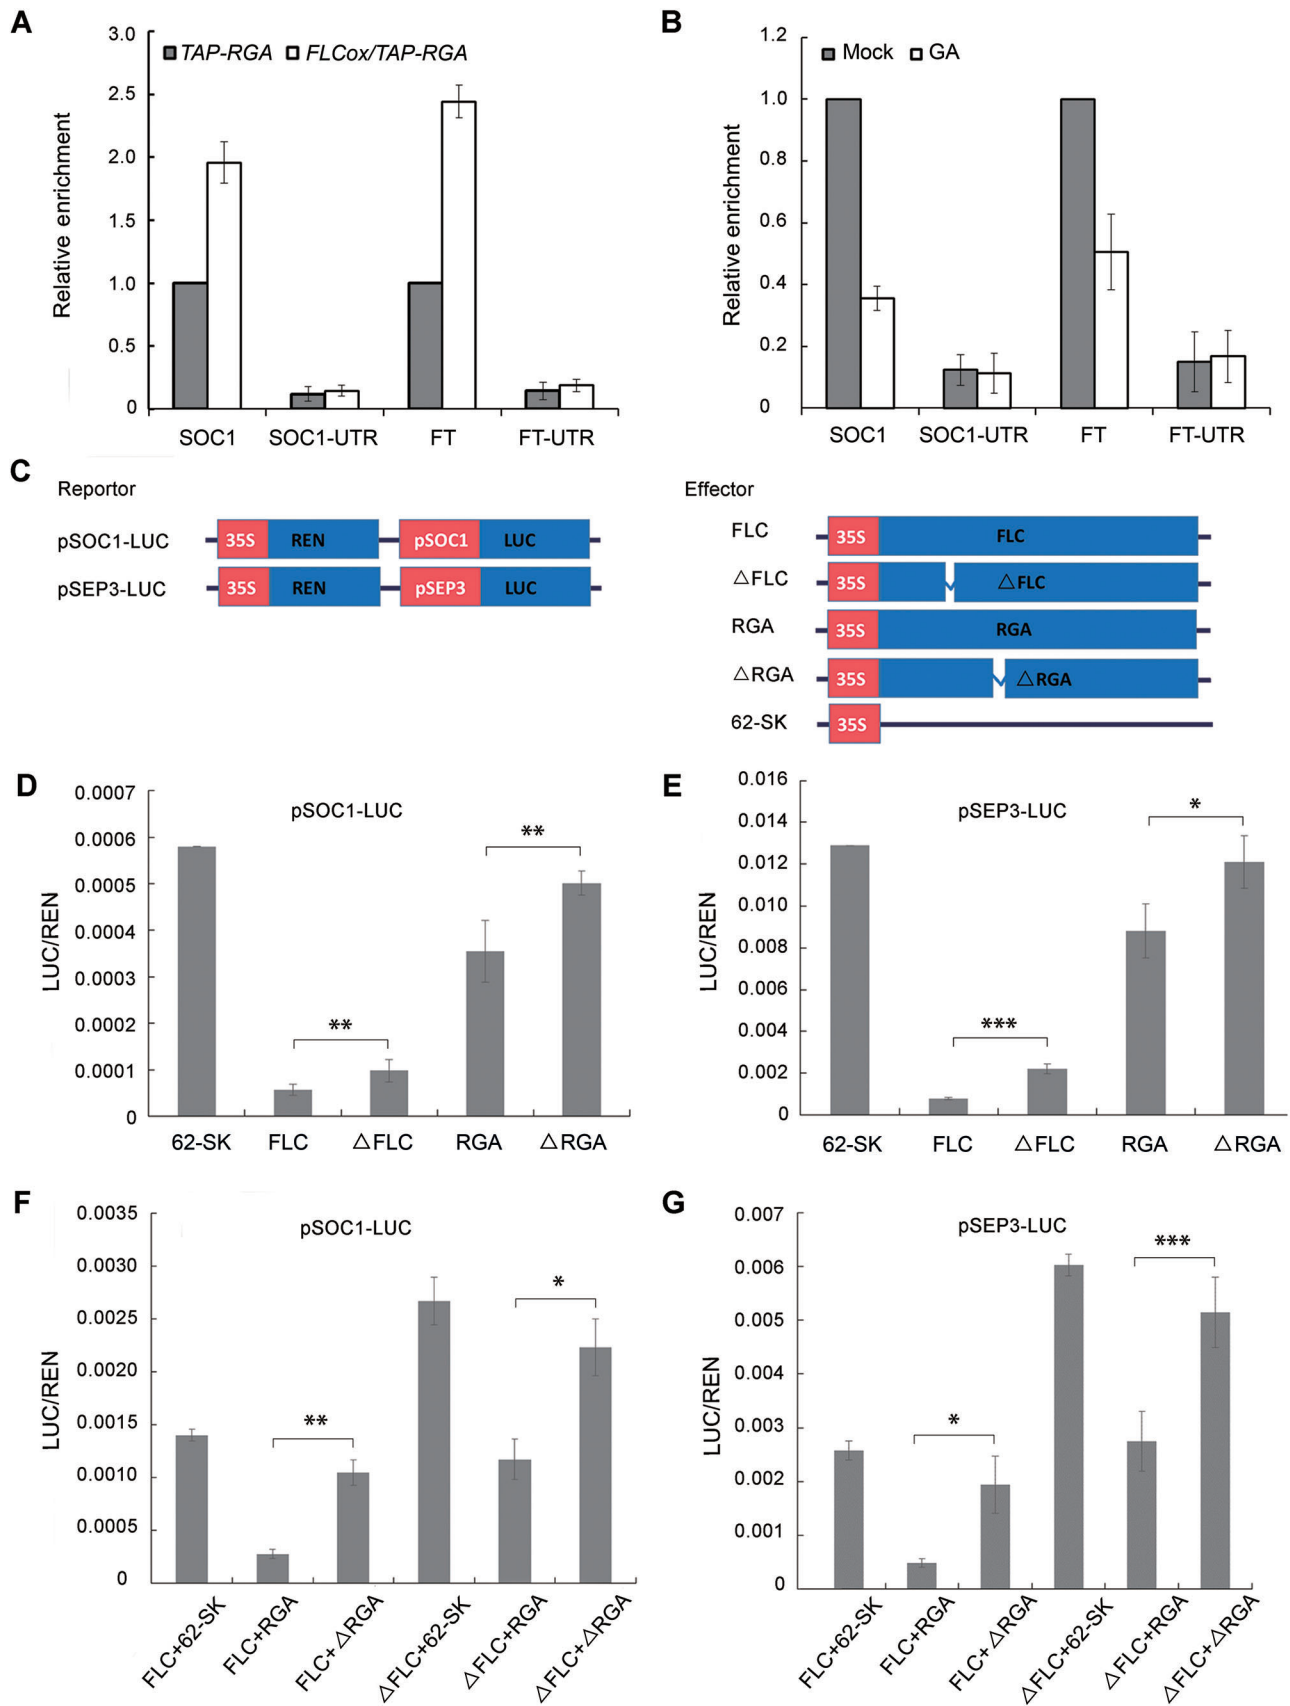 A
3.0
2.5
2.0
1.5
1.0
0.5
0
Relative enrichment
TAP-RGA FLCox/TAP-RGA
SOC1 SOC1-UTR FT FT-UTR
B
1.2
1.0
0.8
0.6
0.4
0.2
0
Relative enrichment
Mock GA
SOC1 SOC1-UTR FT FT-UTR
C
Reportor
pSOC1-LUC 35S REN pSOC1 LUC
pSEP3-LUC 35S REN pSEP3 LUC
Effector
FLC 35S FLC
△FLC 35S △FLC
RGA 35S RGA
△RGA 35S △RGA
62-SK 35S
D
pSOC1-LUC
0.0007
0.0006
0.0005
0.0004
0.0003
0.0002
0.0001
0
LUC/REN
**
**
62-SK FLC △FLC RGA △RGA
E
pSEP3-LUC
0.016
0.014
0.012
0.010
0.008
0.006
0.004
0.002
0
LUC/REN
***
*
62-SK FLC △FLC RGA △RGA
F
pSOC1-LUC
0.0035
0.0030
0.0025
0.0020
0.0015
0.0010
0.0005
0
LUC/REN
**
*
FLC+62-SK
FLC+RGA
FLC+△RGA
△FLC+62-SK
△FLC+RGA
△FLC+△RGA
G
pSEP3-LUC
0.007
0.006
0.005
0.004
0.003
0.002
0.001
0
LUC/REN
*
***
FLC+62-SK
FLC+RGA
FLC+△RGA
△FLC+62-SK
△FLC+RGA
△FLC+△RGA